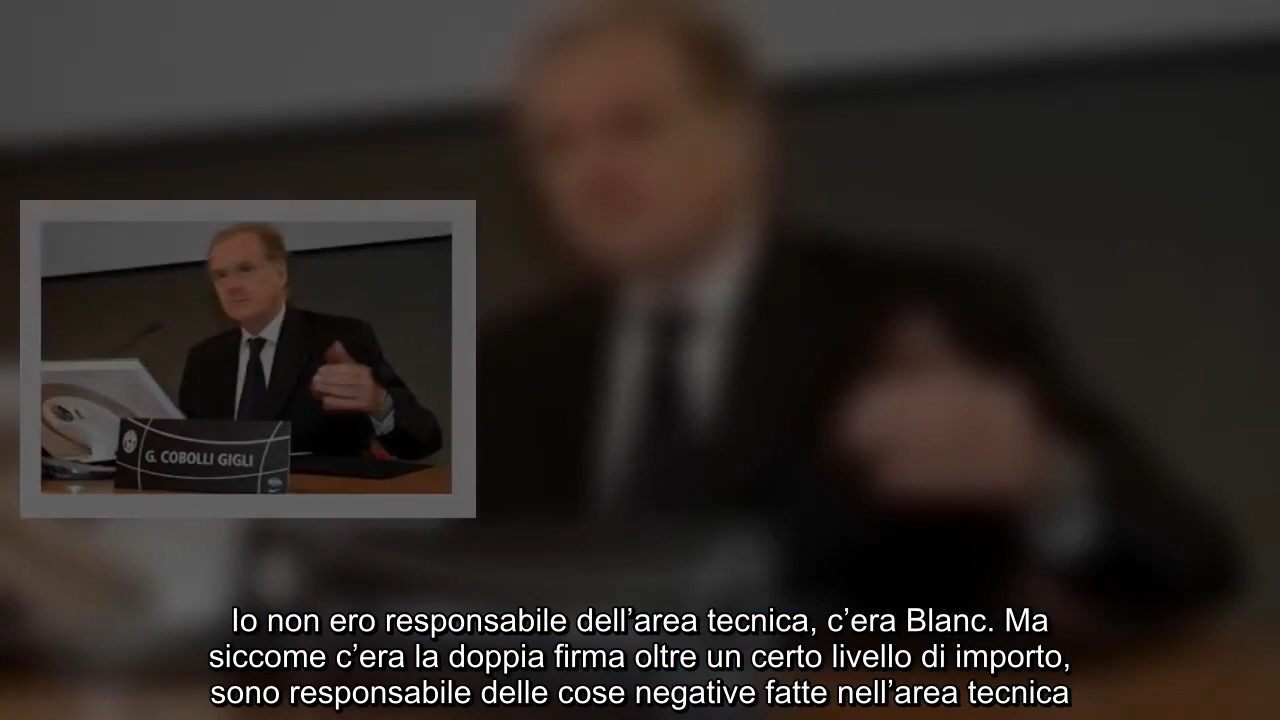 G. COBOLLI GIGLI
Io non ero responsabile dell’area tecnica, c’era Blanc. Ma
siccome c’era la doppia firma oltre un certo livello di importo,
sono responsabile delle cose negative fatte nell’area tecnica